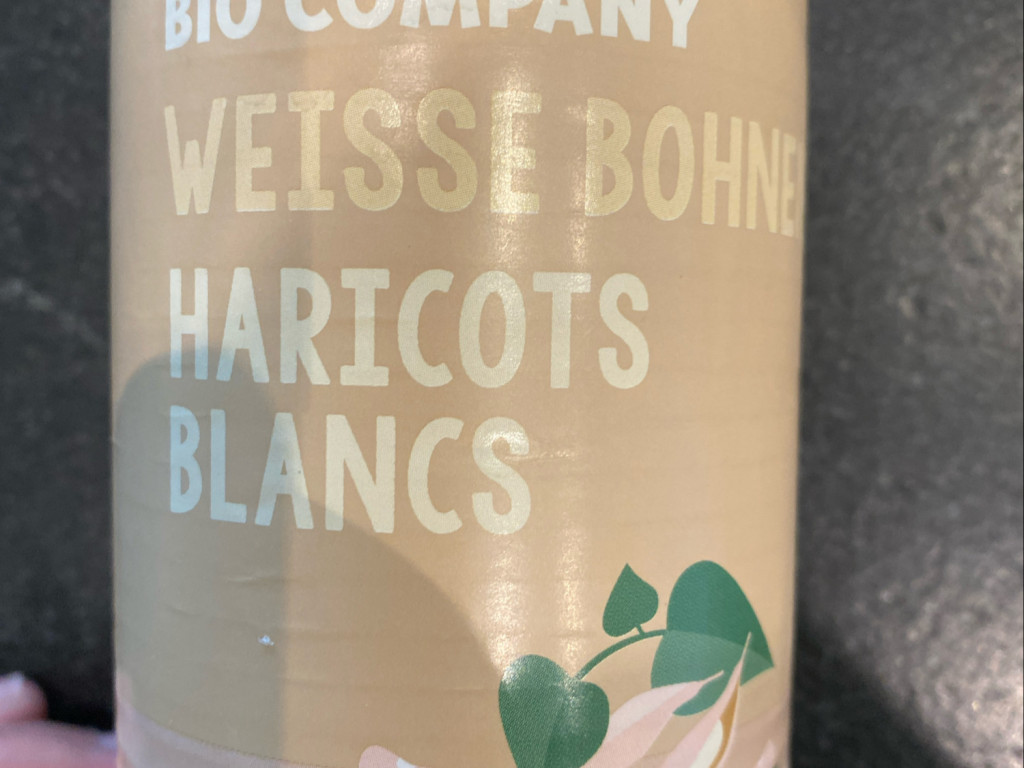 BIO COMPANY
WEISSE BOHNE
HARICOTS
BLANCS